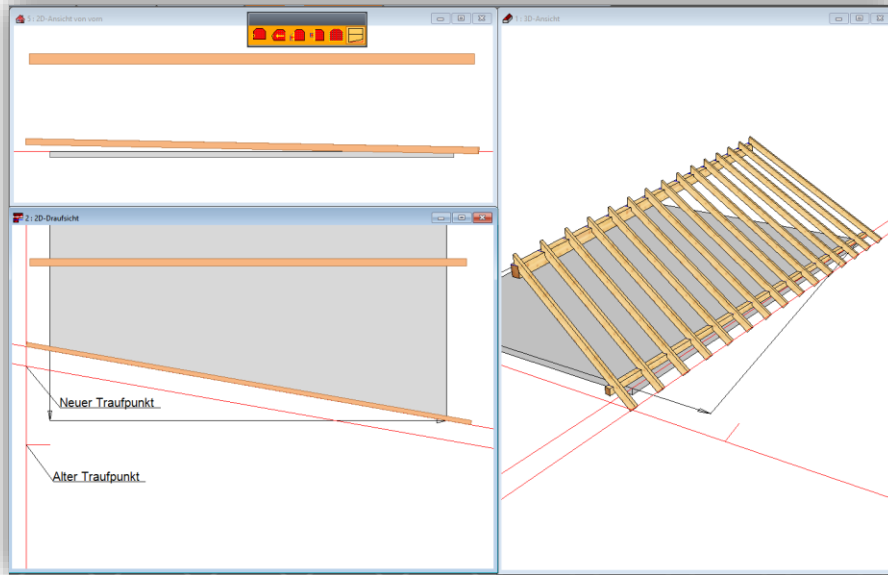 3 : 2D-Ansicht von vorn
1 : 3D-Ansicht
2 : 2D-Draufsicht
Neuer Traufpunkt
Alter Traufpunkt